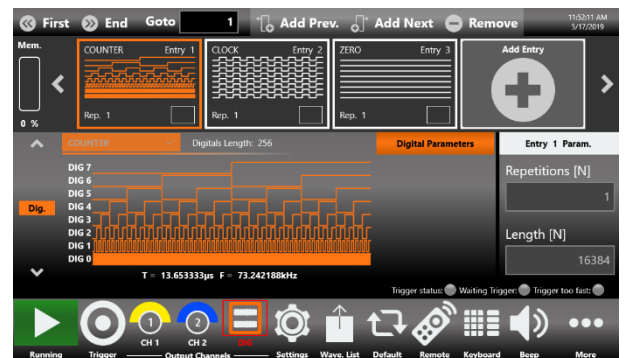 First End Goto 1 Add Prev. Add Next Remove 11:52:11 AM
5/17/2019
Mem.
0 %
COUNTER Entry 1
Rep. 1
CLOCK Entry 2
Rep. 1
ZERO Entry 3
Rep. 1
Add Entry
COUNTER Digitals Length: 256 Digital Parameters Entry 1 Param.
Dig.
DIG 7
DIG 6
DIG 5
DIG 4
DIG 3
DIG 2
DIG 1
DIG 0
T = 13.653333µs F = 73.242188kHz
Repetitions [N]
1
Length [N]
16384
Trigger status: Waiting Trigger: Trigger too fast:
1 2
CH 1 CH 2 DIG
Running Trigger Output Channels Settings Wave. List Default Remote Keyboard Beep More